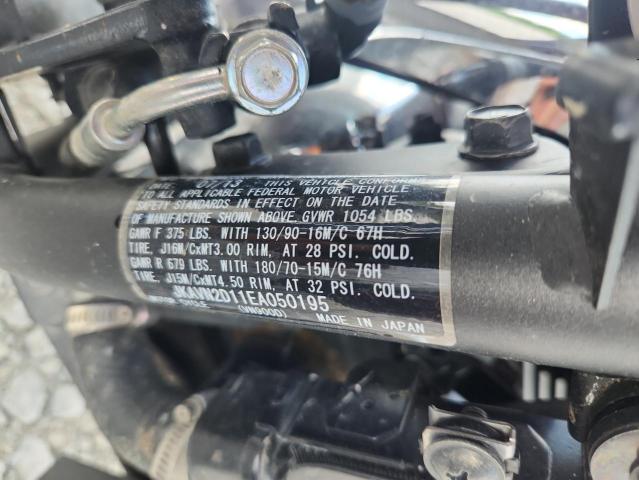 DATE 07/13 THIS VEHICLE CONFORMS
TO ALL APPLICABLE FEDERAL MOTOR VEHICLE
SAFETY STANDARDS IN EFFECT ON THE DATE
OF MANUFACTURE SHOWN ABOVE. GVWR 1054 LBS.
GAWR F 375 LBS. WITH 130/90-16M/C 67H
TIRE, J16M/CxMT3.00 RIM, AT 28 PSI. COLD.
GAWR R 679 LBS. WITH 180/70-15M/C 76H
TIRE, J15M/CxMT4.50 RIM, AT 32 PSI. COLD.
JKAVN2D11EA050195
(VN900D) MADE IN JAPAN